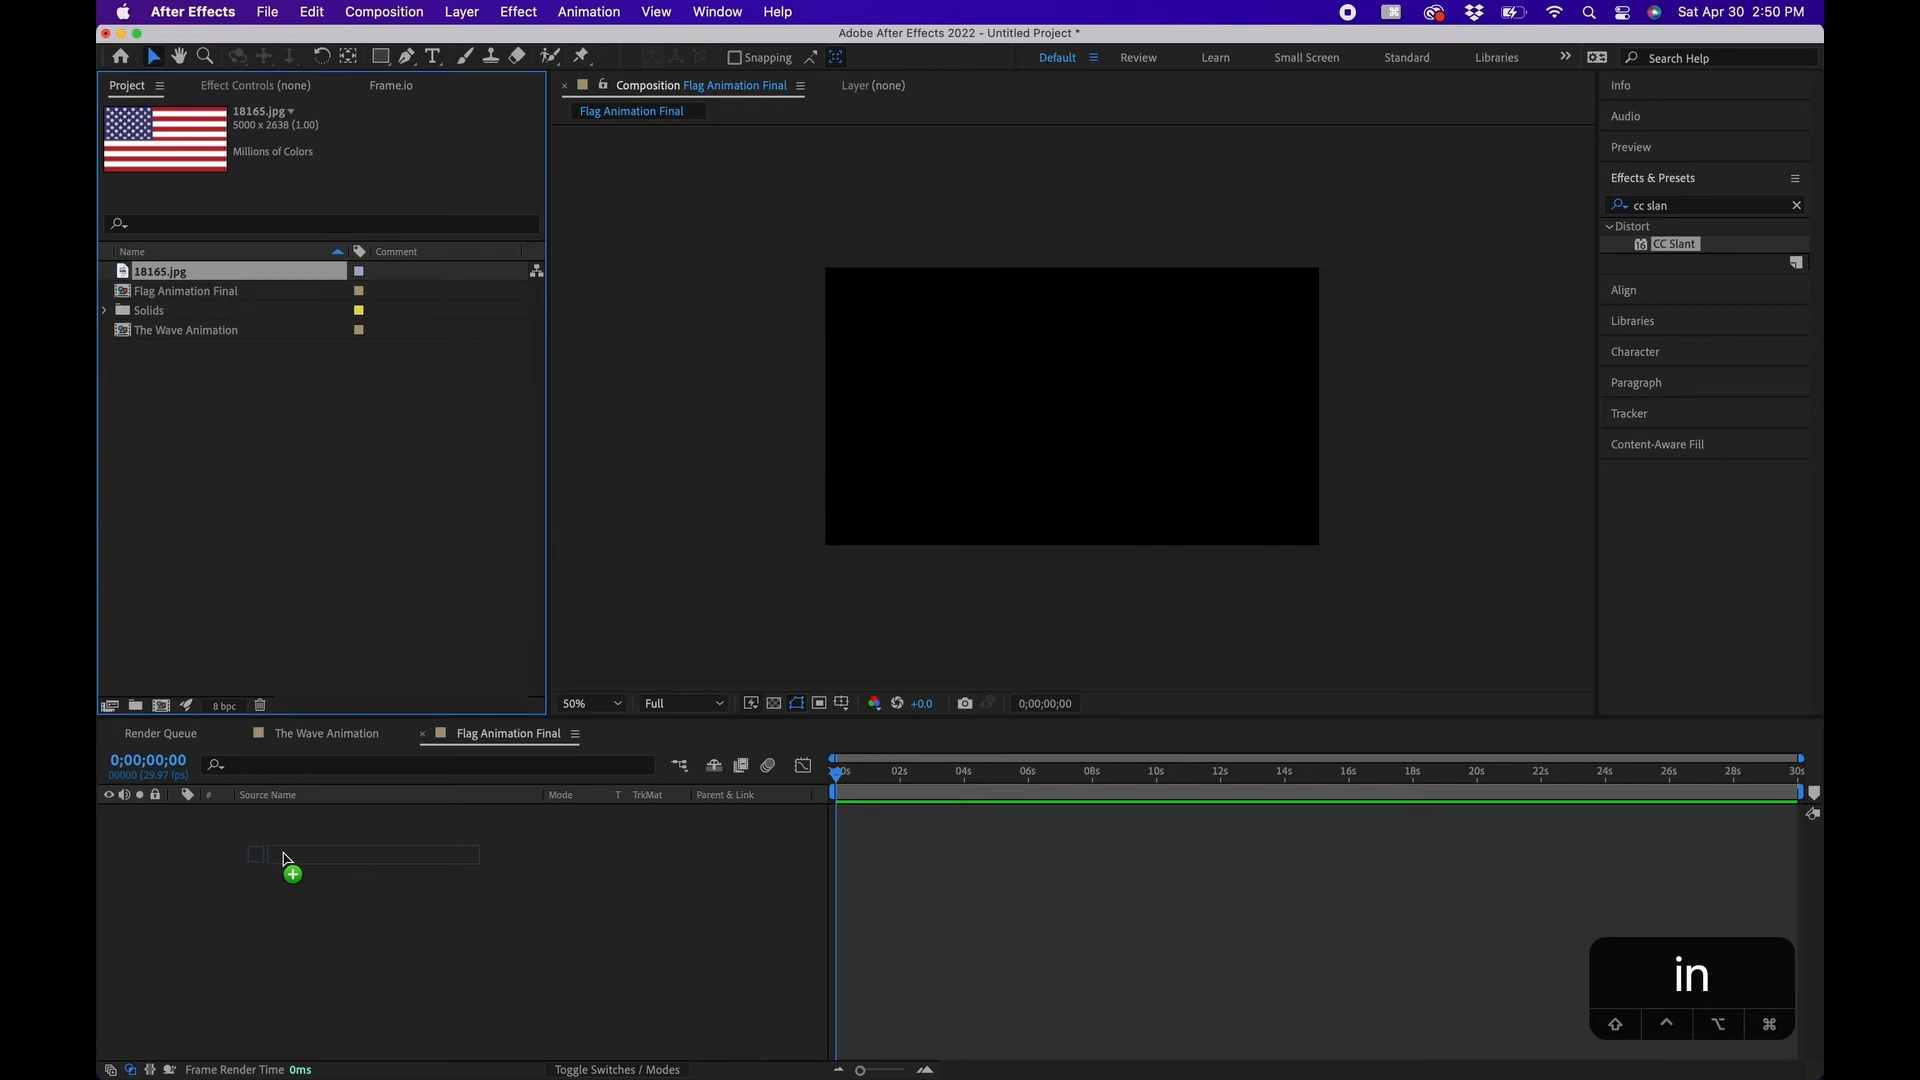 After Effects File Edit Composition Layer Effect Animation View Window Help Sat Apr 30 2:50 PM
Adobe After Effects 2022 - Untitled Project *
Snapping Default Review Learn Small Screen Standard Libraries Search Help
Project Effect Controls (none) Frame.io
18165.jpg
5000 x 2638 (1.00)
Millions of Colors
Name Comment
18165.jpg
Flag Animation Final
Solids
The Wave Animation
8 bpc
Composition Flag Animation Final Layer (none)
Flag Animation Final
50% Full +0.0 0;00;00;00
Info
Audio
Preview
Effects & Presets
cc slan
Distort
16 CC Slant
Align
Libraries
Character
Paragraph
Tracker
Content-Aware Fill
Render Queue The Wave Animation Flag Animation Final
0;00;00;00
00000 (29.97 fps)
02s 04s 06s 08s 10s 12s 14s 16s 18s 20s 22s 24s 26s 28s 30s
# Source Name Mode T TrkMat Parent & Link
in
Frame Render Time 0ms Toggle Switches / Modes